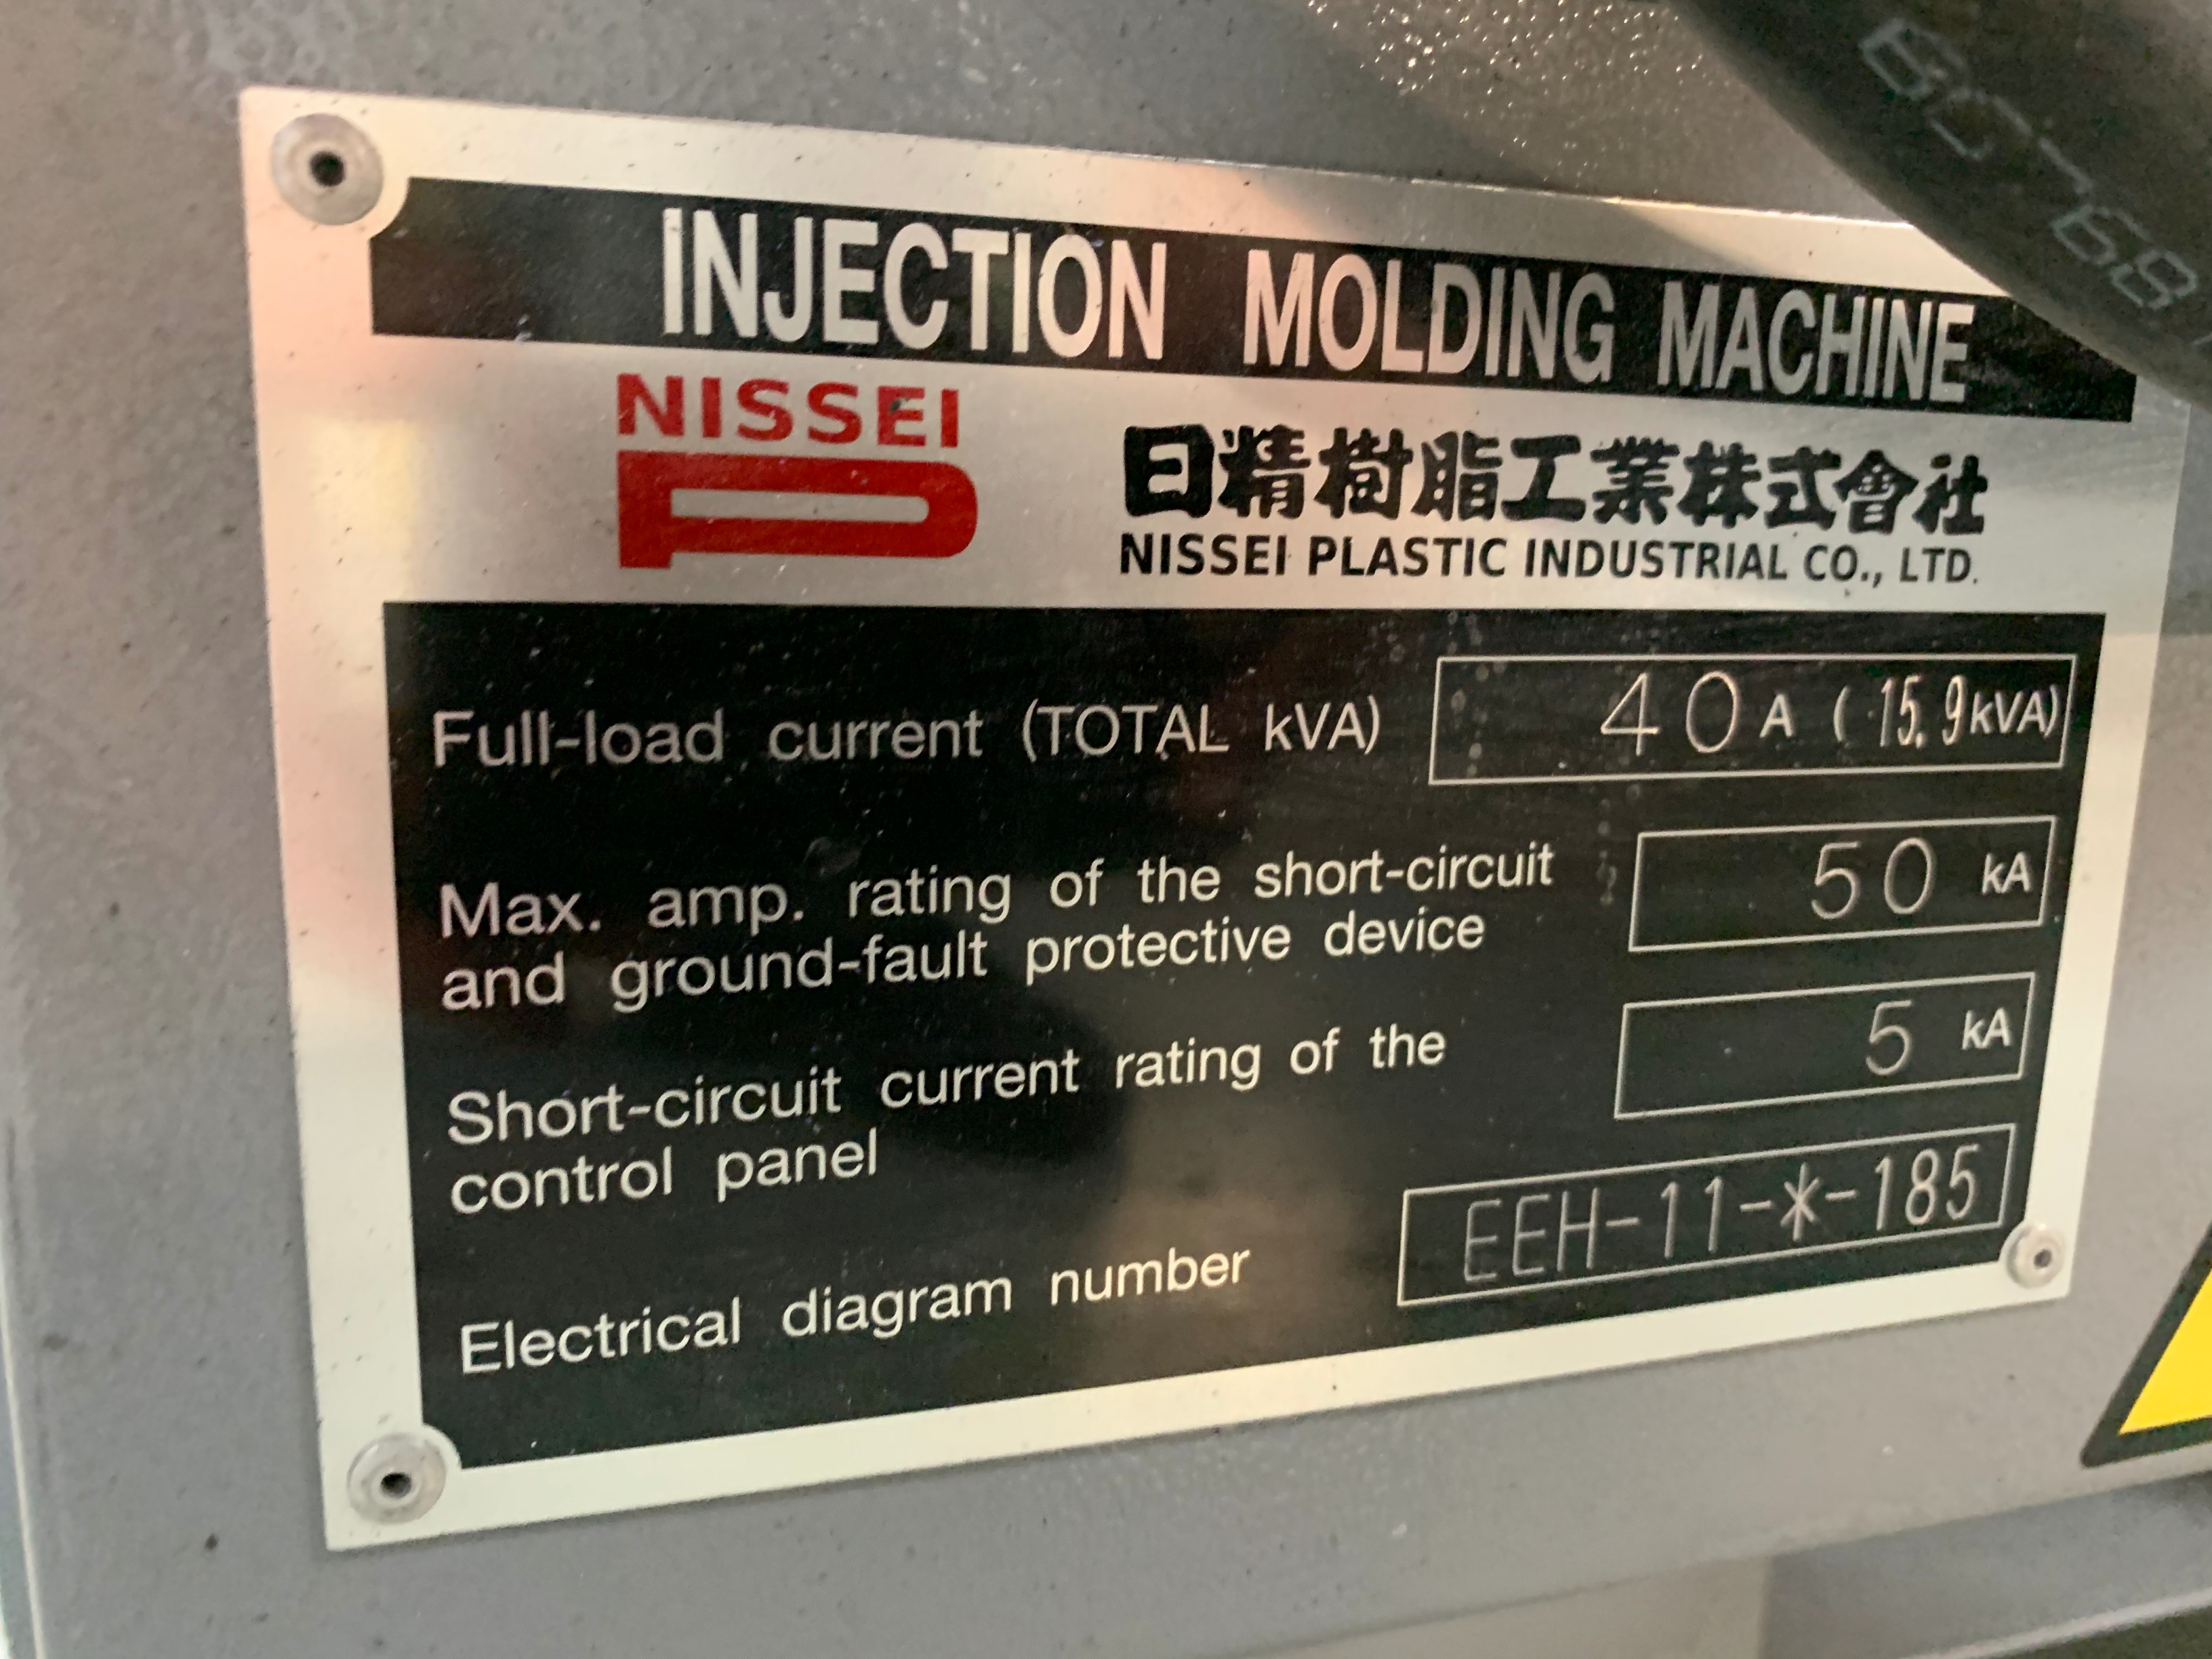 INJECTION MOLDING MACHINE
NISSEI
日精樹脂工業株式會社
NISSEI PLASTIC INDUSTRIAL CO., LTD.
Full-load current (TOTAL kVA) 40 A (15.9kVA)
Max. amp. rating of the short-circuit
and ground-fault protective device
50 kA
Short-circuit current rating of the
control panel
5 kA
Electrical diagram number EEH-11-*-185